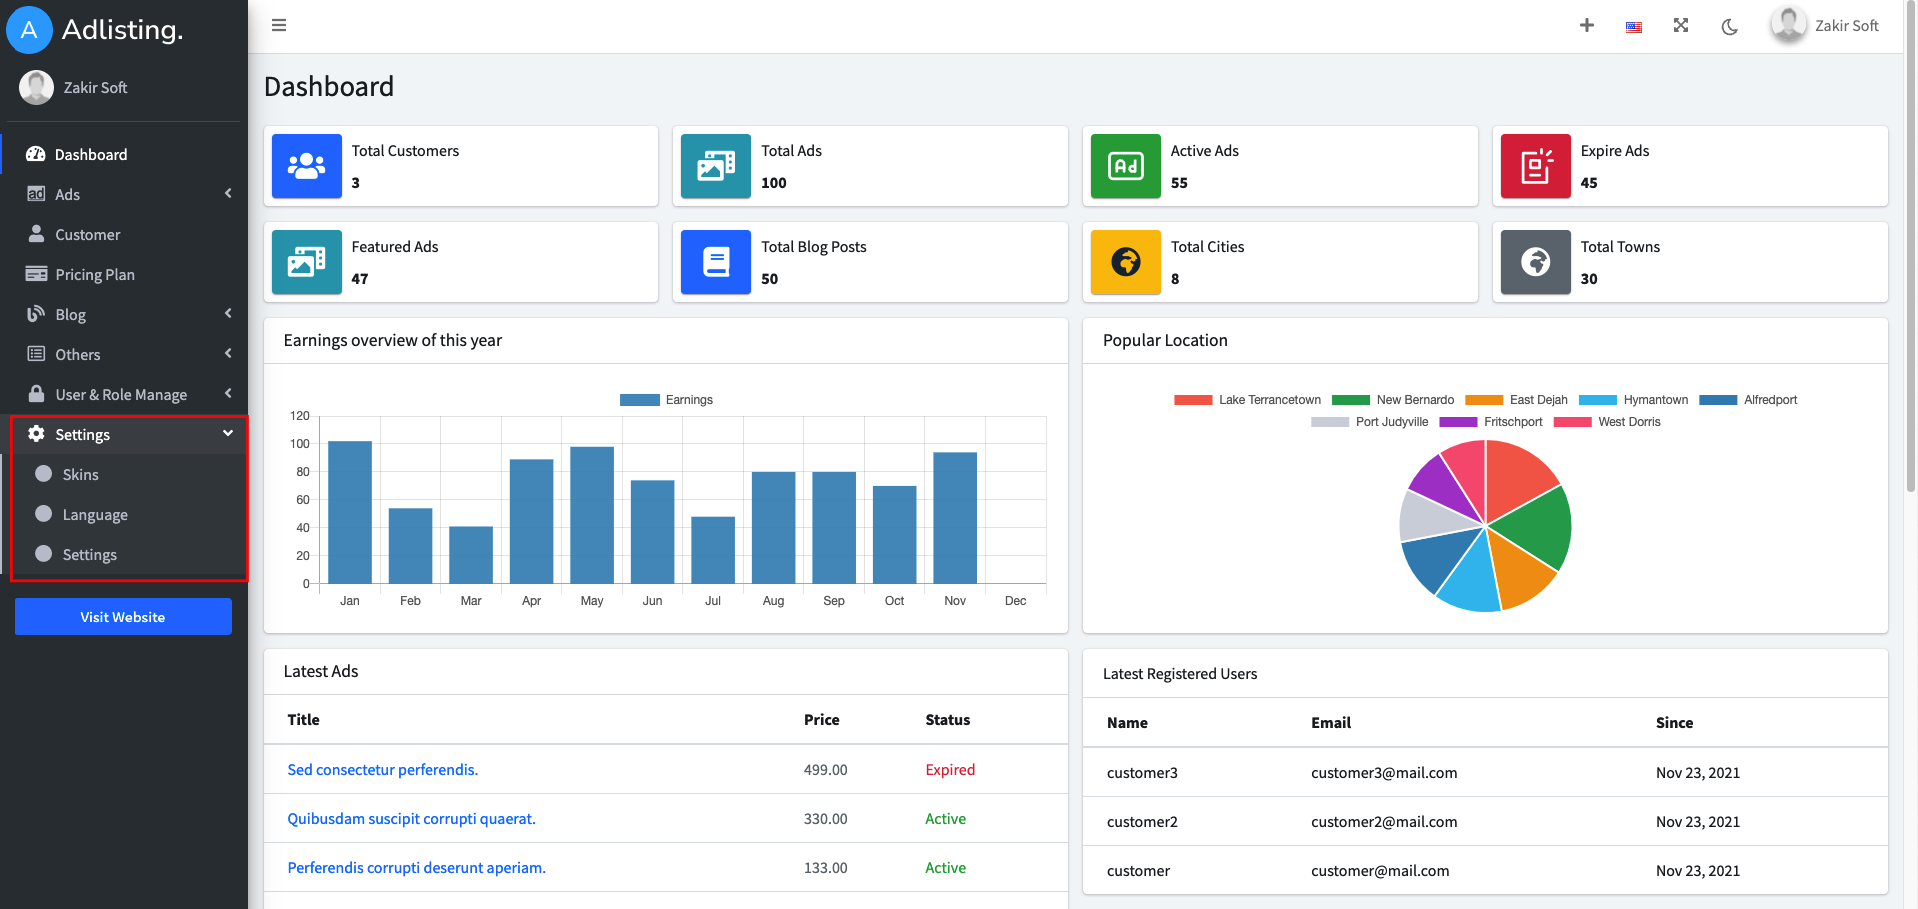 A Adlisting.
Zakir Soft
Dashboard
ad Ads
Customer
Pricing Plan
Blog
Others
User & Role Manage
Settings
Skins
Language
Settings
Visit Website
Zakir Soft
Dashboard
Total Customers
3
Total Ads
100
Ad
Active Ads
55
Expire Ads
45
Featured Ads
47
Total Blog Posts
50
Total Cities
8
Total Towns
30
Earnings overview of this year
Earnings
120
100
80
60
40
20
0
Jan Feb Mar Apr May Jun Jul Aug Sep Oct Nov Dec
Popular Location
Lake Terrancetown New Bernardo East Dejah Hymantown Alfredport
Port Judyville Fritschport West Dorris
Latest Ads
Title Price Status
Sed consectetur perferendis. 499.00 Expired
Quibusdam suscipit corrupti quaerat. 330.00 Active
Perferendis corrupti deserunt aperiam. 133.00 Active
Latest Registered Users
Name Email Since
customer3 customer3@mail.com Nov 23, 2021
customer2 customer2@mail.com Nov 23, 2021
customer customer@mail.com Nov 23, 2021